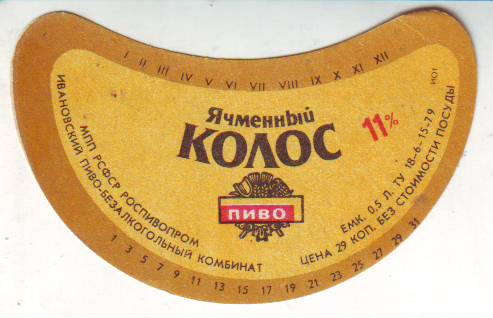 I II III IV V VI VII VIII IX X XI XII
Ячменный
КОЛОС
11%
ПИВО
МПП РСФСР РОСПИВОПРОМ
ИВАНОВСКИЙ ПИВО-БЕЗАЛКОГОЛЬНЫЙ КОМБИНАТ
ЕМК. 0,5 Л. ТУ 18-6-15-79
ЦЕНА 29 КОП. БЕЗ СТОИМОСТИ ПОСУДЫ
1 3 5 7 9 11 13 15 17 19 21 23 25 27 29 31